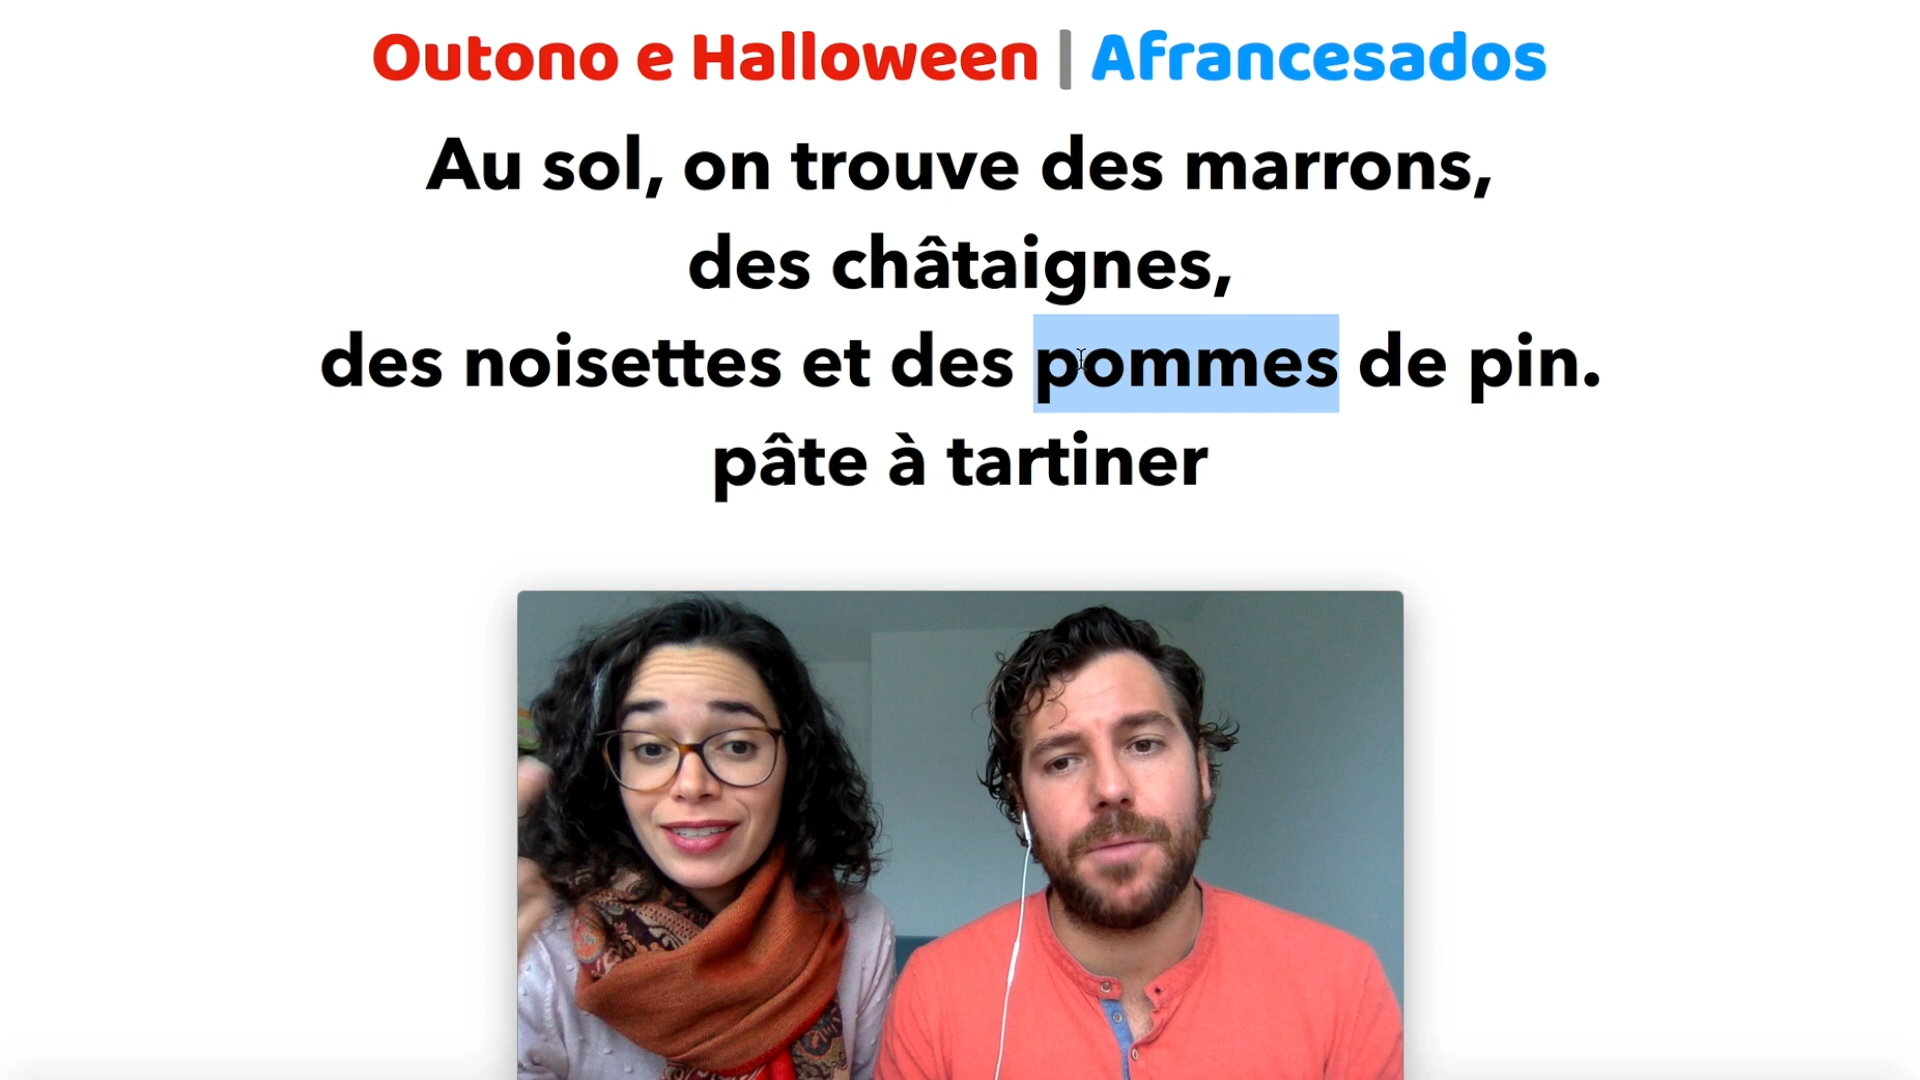 Outono e Halloween | Afrancesados
Au sol, on trouve des marrons,
des châtaignes,
des noisettes et des pommes de pin.
pâte à tartiner